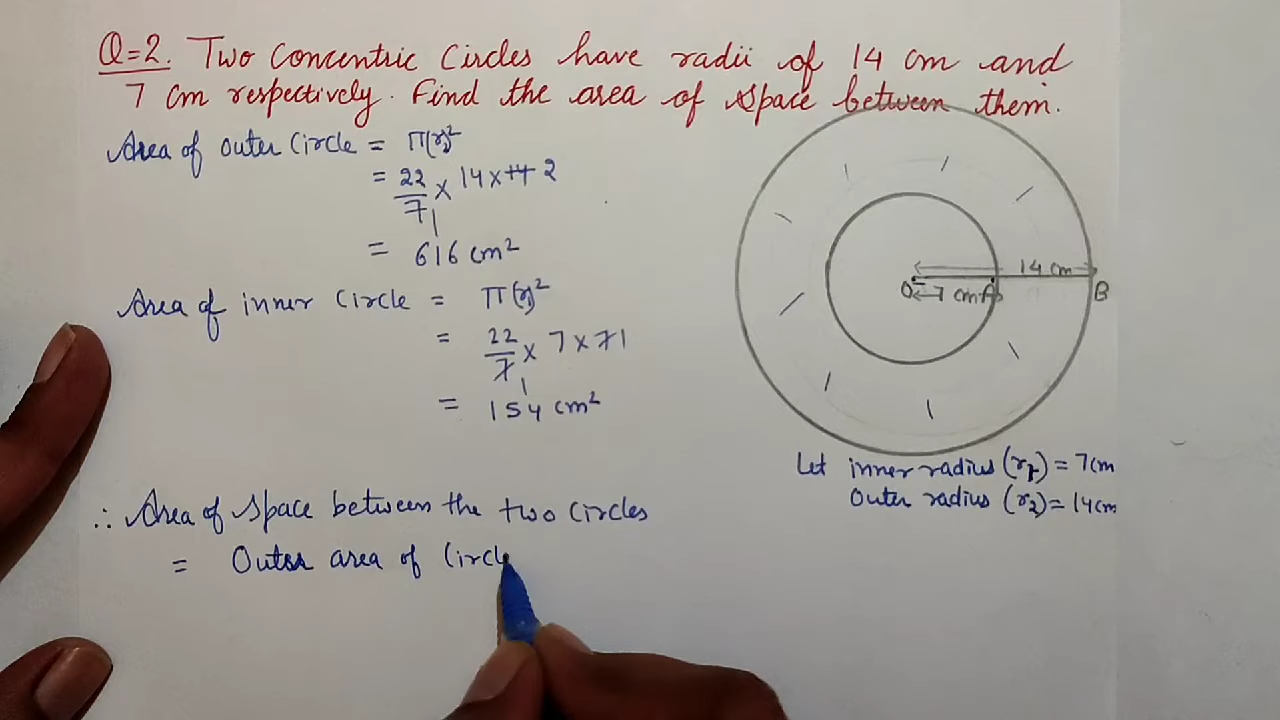 Q=2. Two Concentric Circles have radii of 14 cm and
7 cm respectively. Find the area of space between them.
Area of outer Circle = π(r)²
= 22/7 × 14 × 14 2
1
= 616 cm²
Area of inner Circle = π(r)²
= 22/7 × 7 × 7 1
1
= 154 cm²
14 cm
O 7 cm A B
Let inner radius (r₁) = 7cm
Outer radius (r₂) = 14cm
∴ Area of space between the two circles
= Outer area of Circle